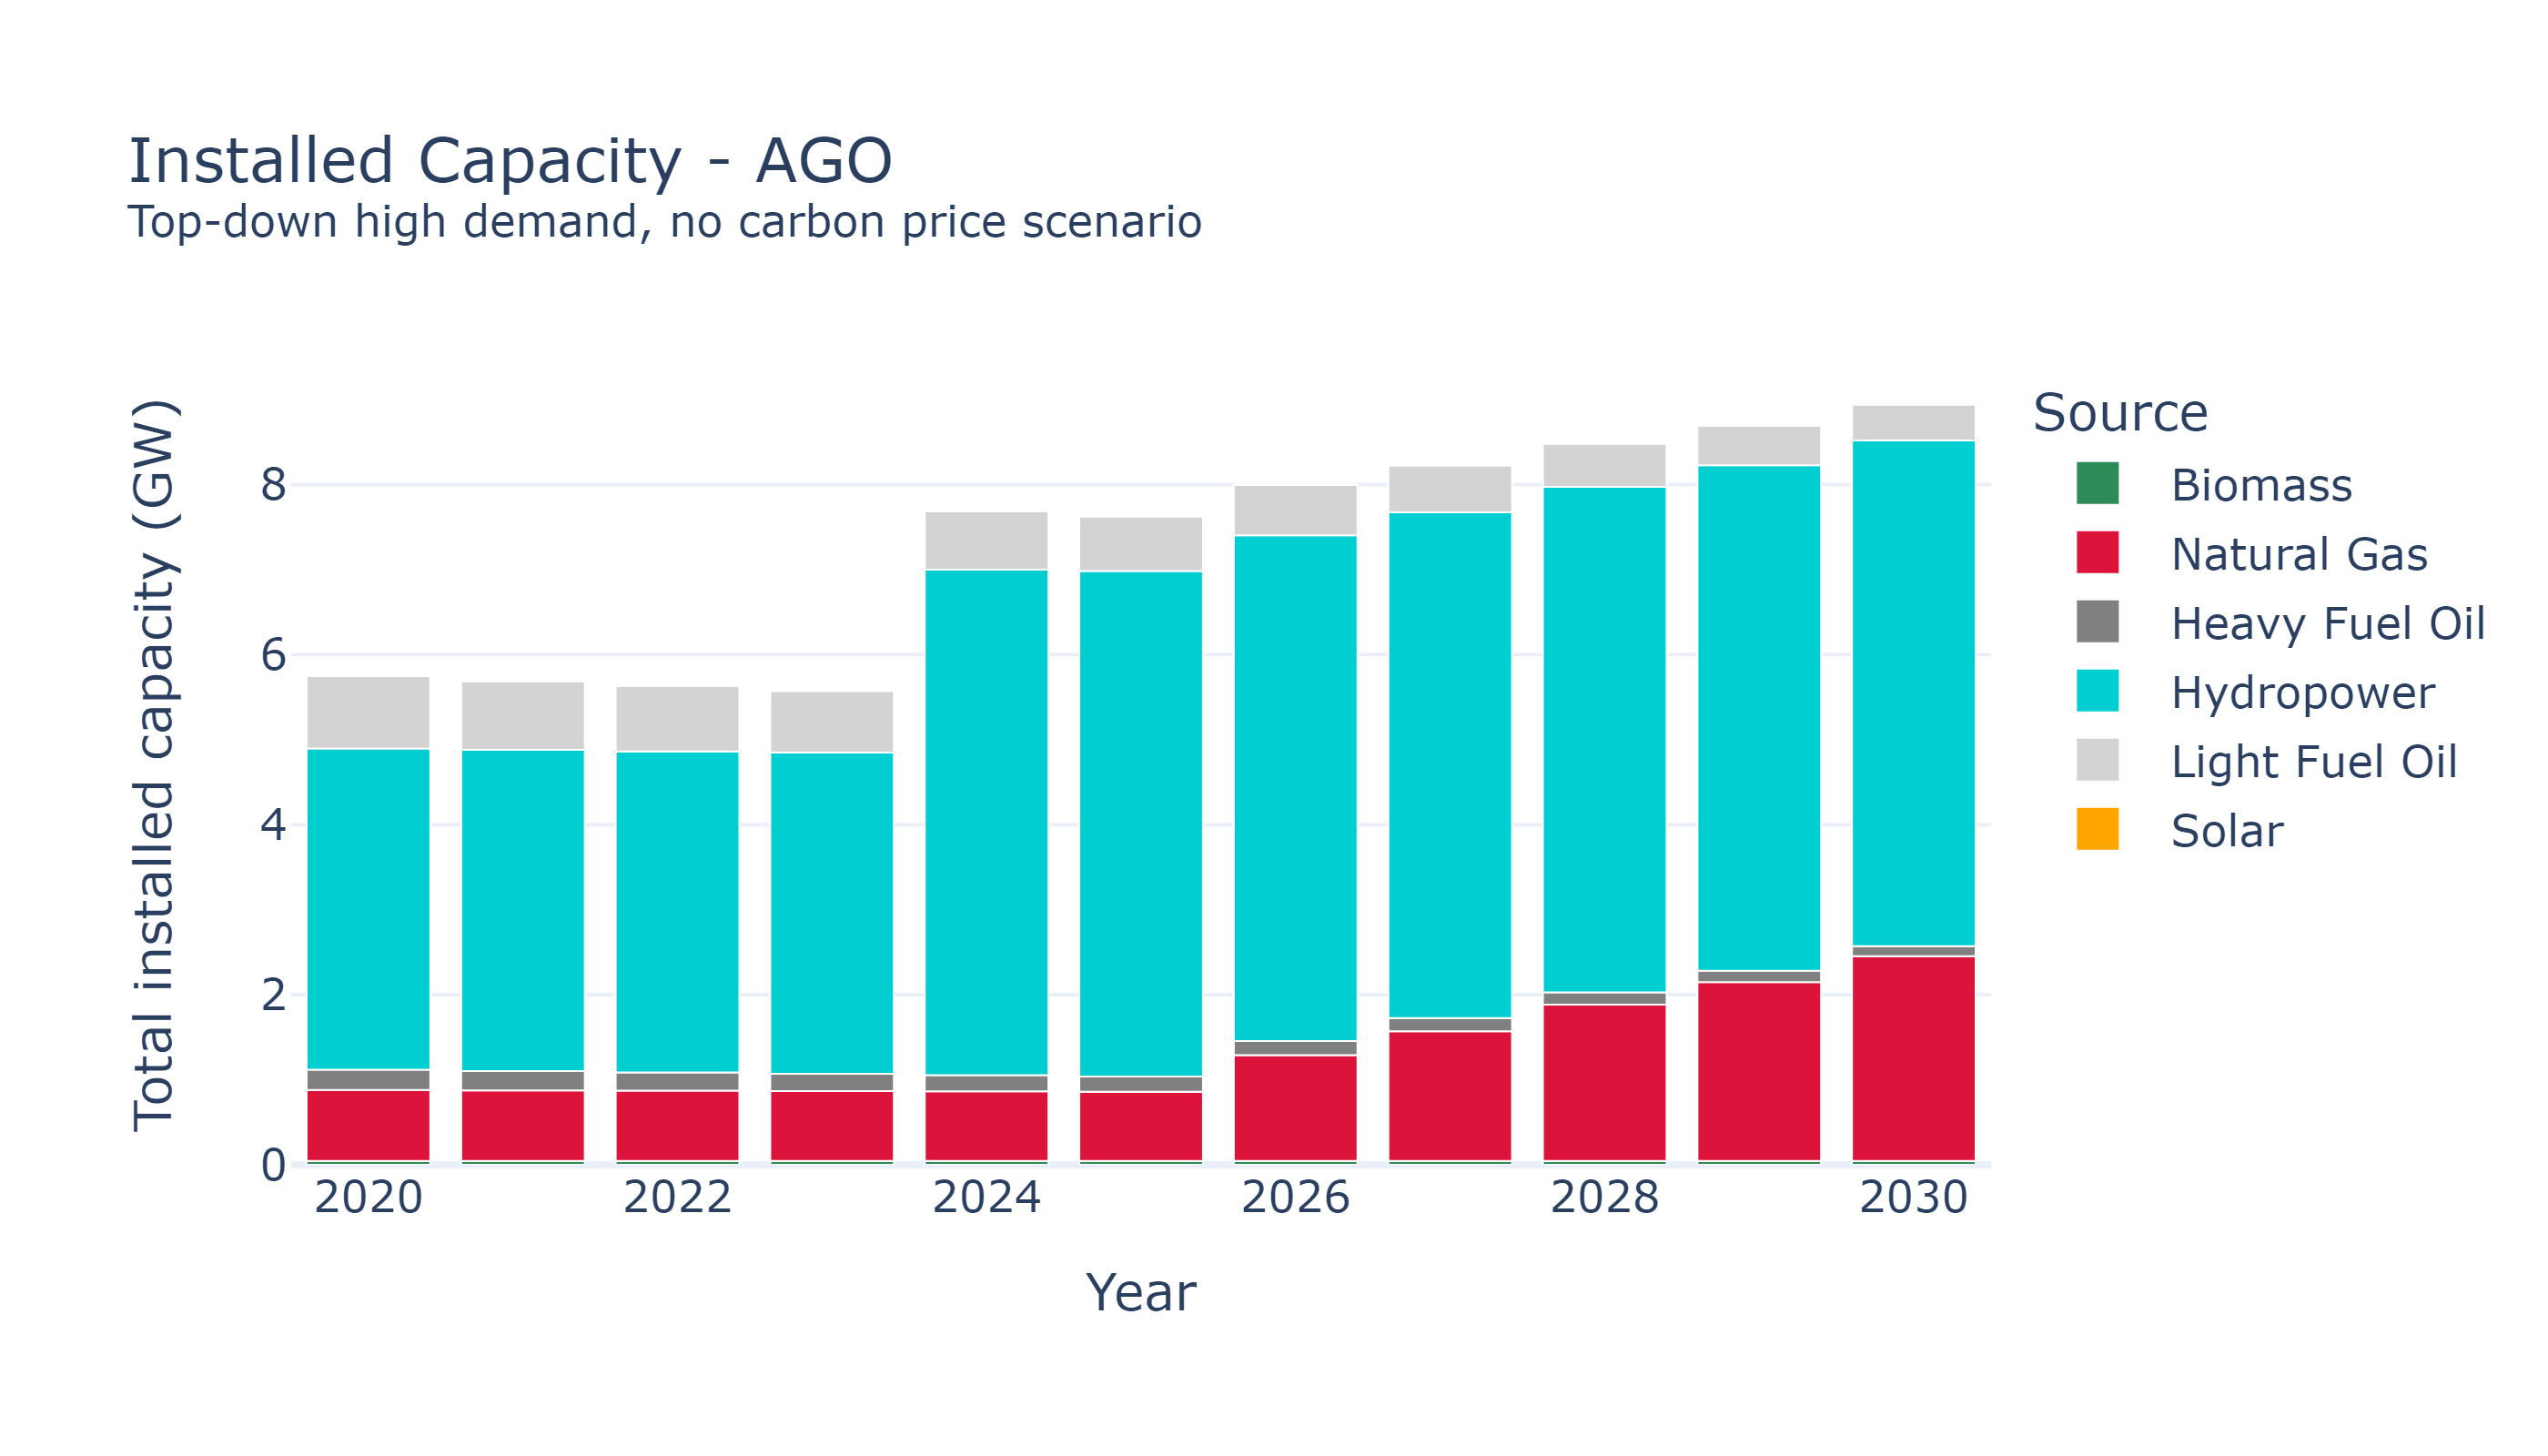 Installed Capacity - AGO
Top-down high demand, no carbon price scenario
Total installed capacity (GW)
8
6
4
2
0
2020
2022
2024
2026
2028
2030
Year
Source
Biomass
Natural Gas
Heavy Fuel Oil
Hydropower
Light Fuel Oil
Solar